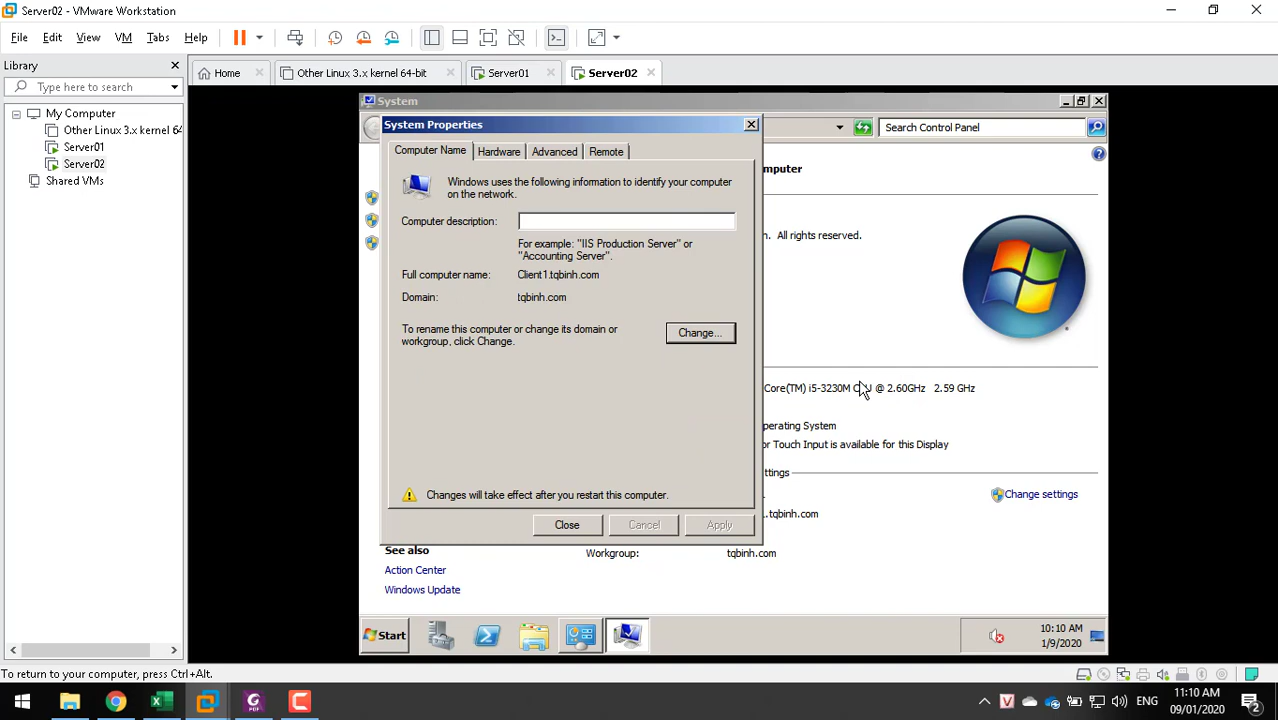 Server02 - VMware Workstation
File Edit View VM Tabs Help
Library
Type here to search
My Computer
Other Linux 3.x kernel 64
Server01
Server02
Shared VMs
Home
Other Linux 3.x kernel 64-bit
Server01
Server02
System
Search Control Panel
System Properties
Computer Name Hardware Advanced Remote
Windows uses the following information to identify your computer
on the network.
Computer description:
For example: "IIS Production Server" or
"Accounting Server".
Full computer name: Client1.tqbinh.com
Domain: tqbinh.com
To rename this computer or change its domain or
workgroup, click Change.
Change...
Changes will take effect after you restart this computer.
Close Cancel Apply
omputer
All rights reserved.
Core(TM) i5-3230M CPU @ 2.60GHz 2.59 GHz
perating System
or Touch Input is available for this Display
ttings
Change settings
.tqbinh.com
Workgroup: tqbinh.com
See also
Action Center
Windows Update
Start
10:10 AM
1/9/2020
To return to your computer, press Ctrl+Alt.
ENG
11:10 AM
09/01/2020
2